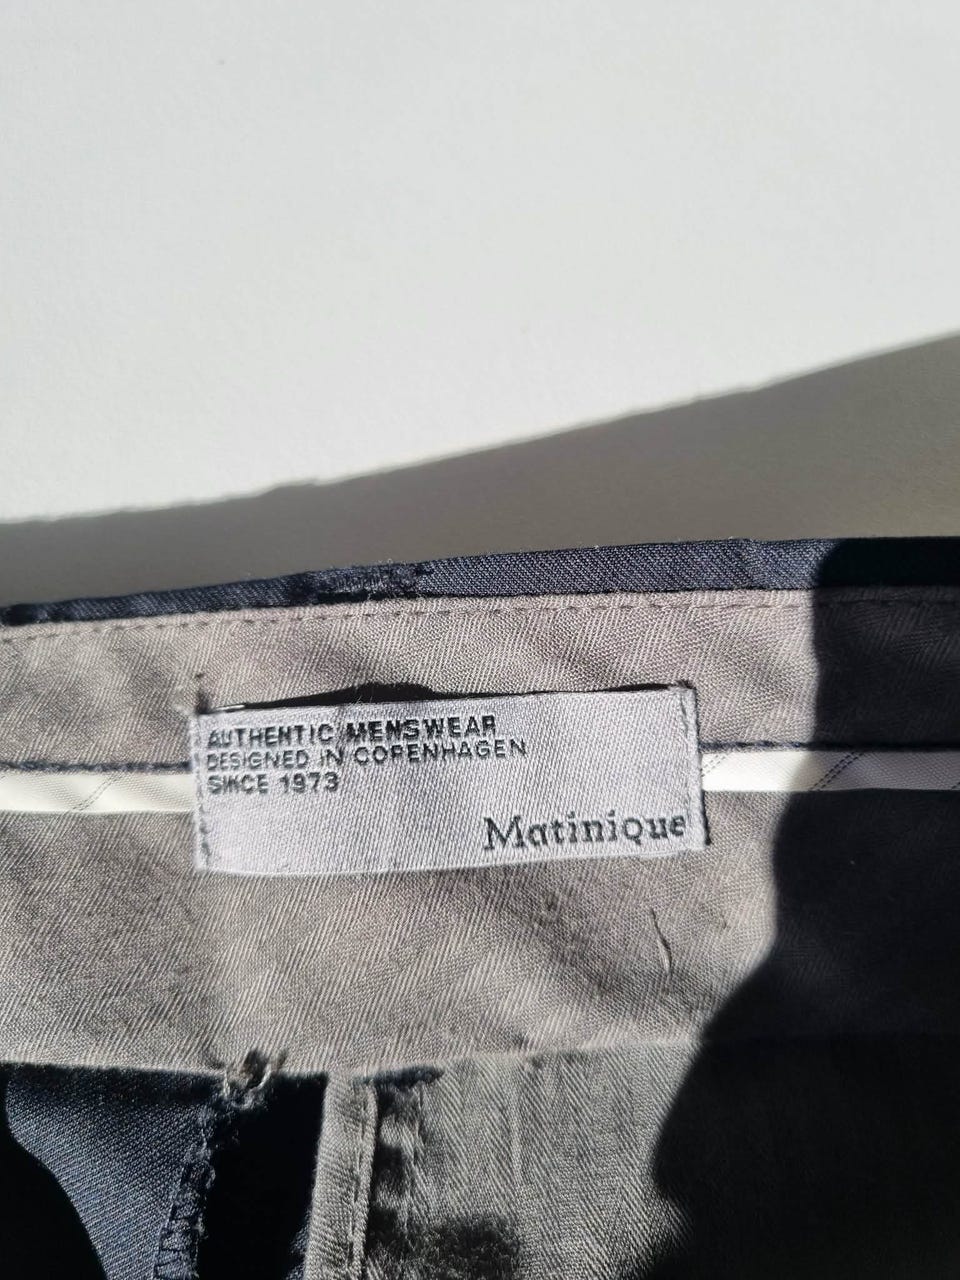 AUTHENTIC MENSWEAR
DESIGNED IN COPENHAGEN
SINCE 1973
Matinique